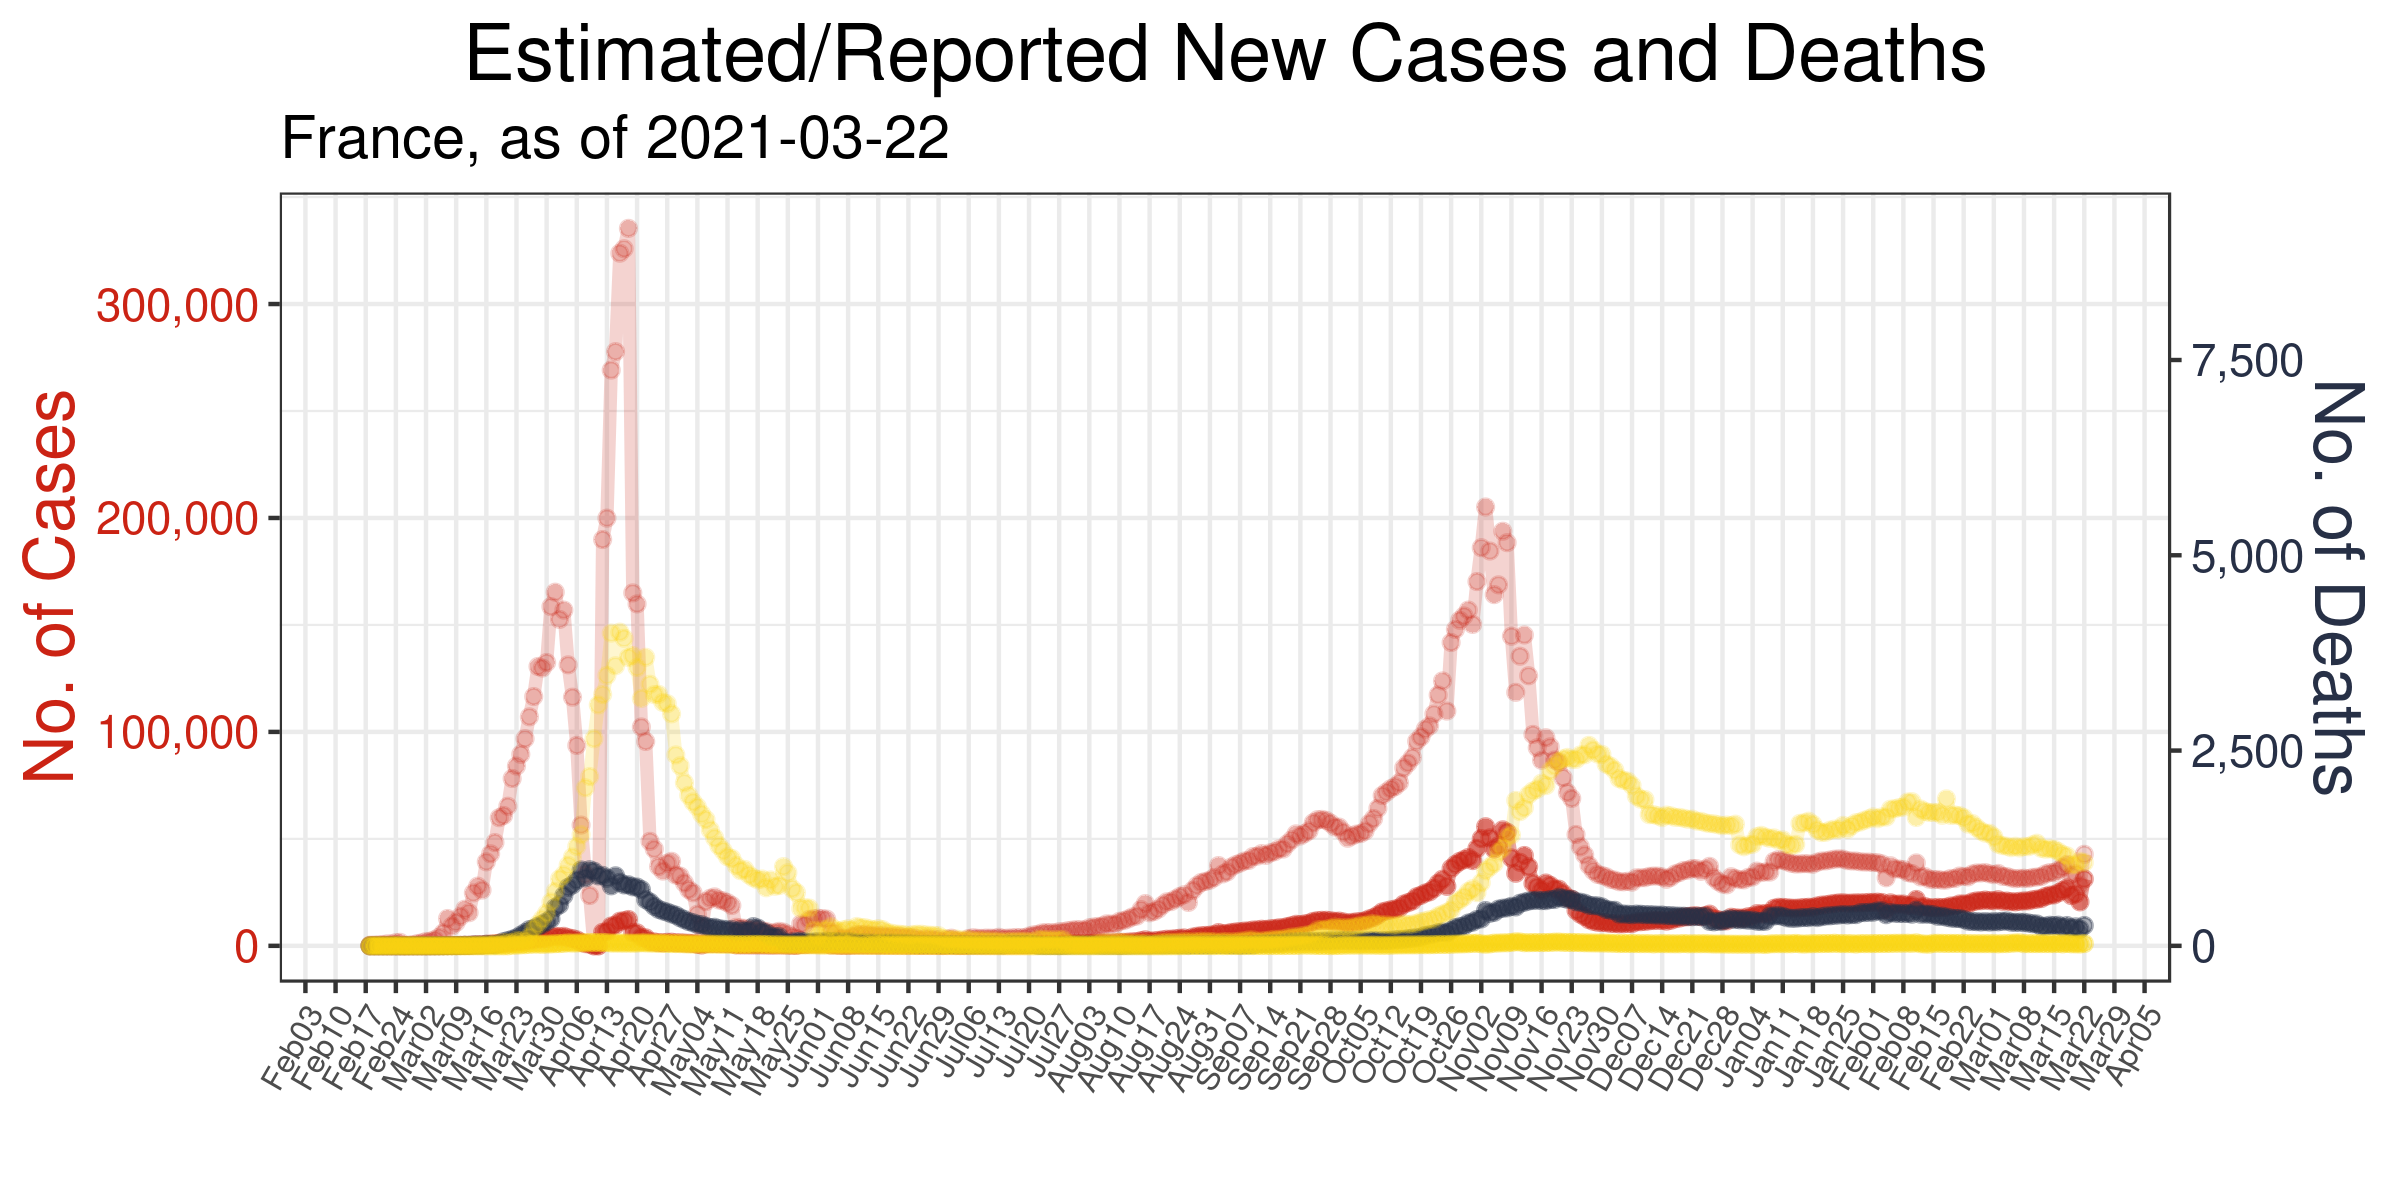 Estimated/Reported New Cases and Deaths
France, as of 2021-03-22
No. of Cases
300,000
200,000
100,000
0
7,500
5,000
2,500
0
No. of Deaths
Feb03
Feb10
Feb17
Feb24
Mar02
Mar09
Mar16
Mar23
Mar30
Apr06
Apr13
Apr20
Apr27
May04
May11
May18
May25
Jun01
Jun08
Jun15
Jun22
Jun29
Jul06
Jul13
Jul20
Jul27
Aug03
Aug10
Aug17
Aug24
Aug31
Sep07
Sep14
Sep21
Sep28
Oct05
Oct12
Oct19
Oct26
Nov02
Nov09
Nov16
Nov23
Nov30
Dec07
Dec14
Dec21
Dec28
Jan04
Jan11
Jan18
Jan25
Feb01
Feb08
Feb15
Feb22
Mar01
Mar08
Mar15
Mar22
Mar29
Apr05